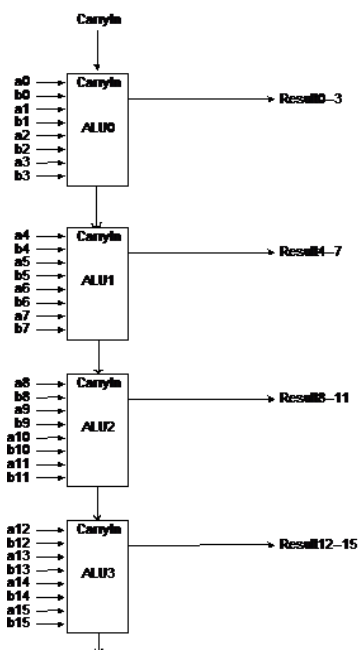 CarryIn
a0
b0
a1
b1
a2
b2
a3
b3
CarryIn
ALU0
Result0–3
a4
b4
a5
b5
a6
b6
a7
b7
CarryIn
ALU1
Result4–7
a8
b8
a9
b9
a10
b10
a11
b11
CarryIn
ALU2
Result8–11
a12
b12
a13
b13
a14
b14
a15
b15
CarryIn
ALU3
Result12–15